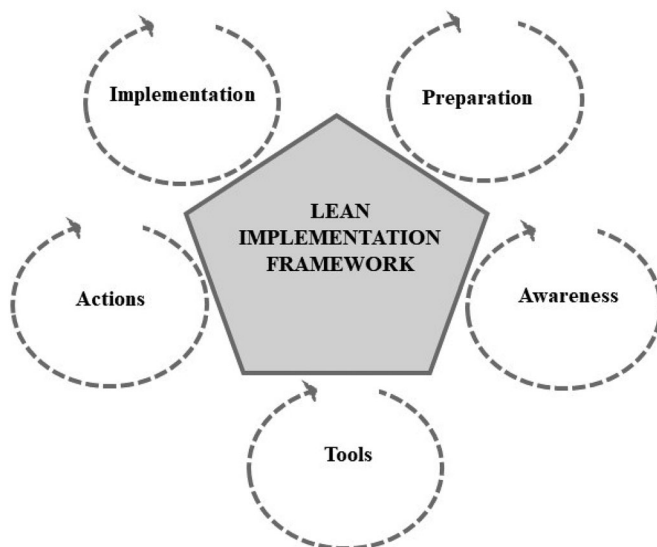 Implementation
Preparation
LEAN
IMPLEMENTATION
FRAMEWORK
Actions
Awareness
Tools